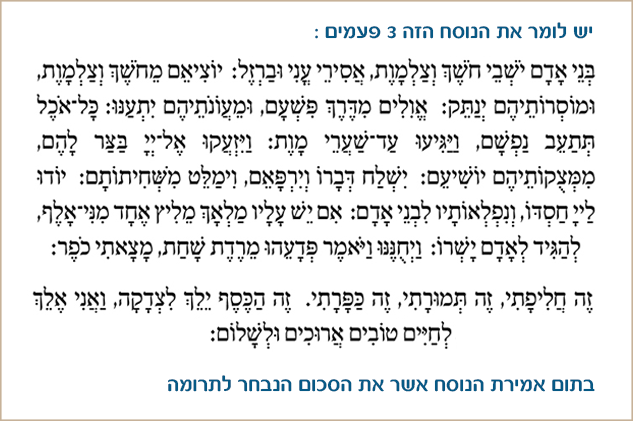 יש לומר את הנוסח הזה 3 פעמים :
בְּנֵי אָדָם יֹשְׁבֵי חֹשֶׁךְ וְצַלְמָוֶת, אֲסִירֵי עֳנִי וּבַרְזֶל: יוֹצִיאֵם מֵחֹשֶׁךְ וְצַלְמָוֶת,
וּמוֹסְרוֹתֵיהֶם יְנַתֵּק: אֱוִלִים מִדֶּרֶךְ פִּשְׁעָם, וּמֵעֲוֹנֹתֵיהֶם יִתְעַנּוּ: כָּל־אֹכֶל
תְּתַעֵב נַפְשָׁם, וַיַּגִּיעוּ עַד־שַׁעֲרֵי מָוֶת: וַיִּזְעֲקוּ אֶל־יְיָ בַּצַּר לָהֶם,
מִמְּצֻקוֹתֵיהֶם יוֹשִׁיעֵם: יִשְׁלַח דְּבָרוֹ וְיִרְפָּאֵם, וִימַלֵּט מִשְּׁחִיתוֹתָם: יוֹדוּ
לַייָ חַסְדּוֹ, וְנִפְלְאוֹתָיו לִבְנֵי אָדָם: אִם יֵשׁ עָלָיו מַלְאָךְ מֵלִיץ אֶחָד מִנִּי־אָלֶף,
לְהַגִּיד לְאָדָם יָשְׁרוֹ: וַיְחֻנֶּנּוּ וַיֹּאמֶר פְּדָעֵהוּ מֵרֶדֶת שָׁחַת, מָצָאתִי כֹפֶר:
זֶה חֲלִיפָתִי, זֶה תְּמוּרָתִי, זֶה כַּפָּרָתִי. זֶה הַכֶּסֶף יֵלֵךְ לִצְדָקָה, וַאֲנִי אֵלֵךְ
לְחַיִּים טוֹבִים אֲרוּכִים וּלְשָׁלוֹם:
בתום אמירת הנוסח אשר את הסכום הנבחר לתרומה